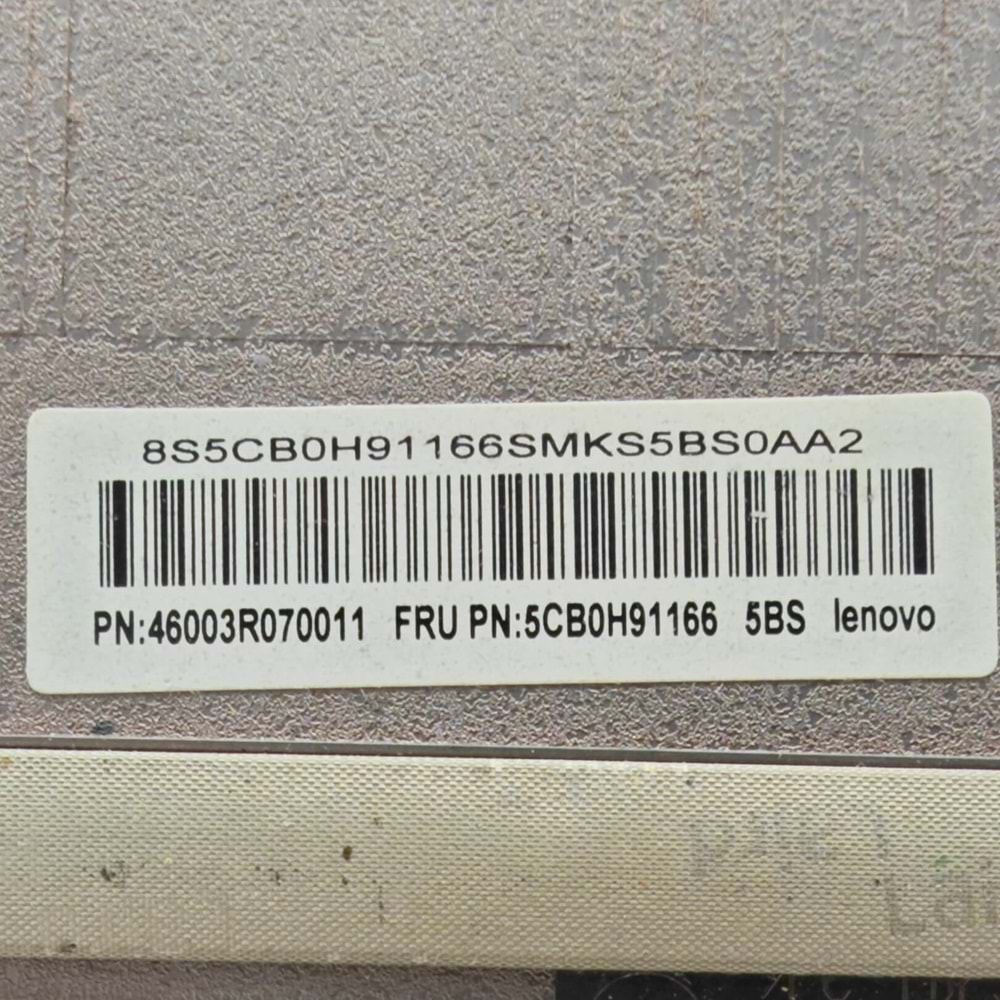 8S5CB0H91166SMKS5BS0AA2
PN:46003R070011 FRU PN:5CB0H91166 5BS lenovo